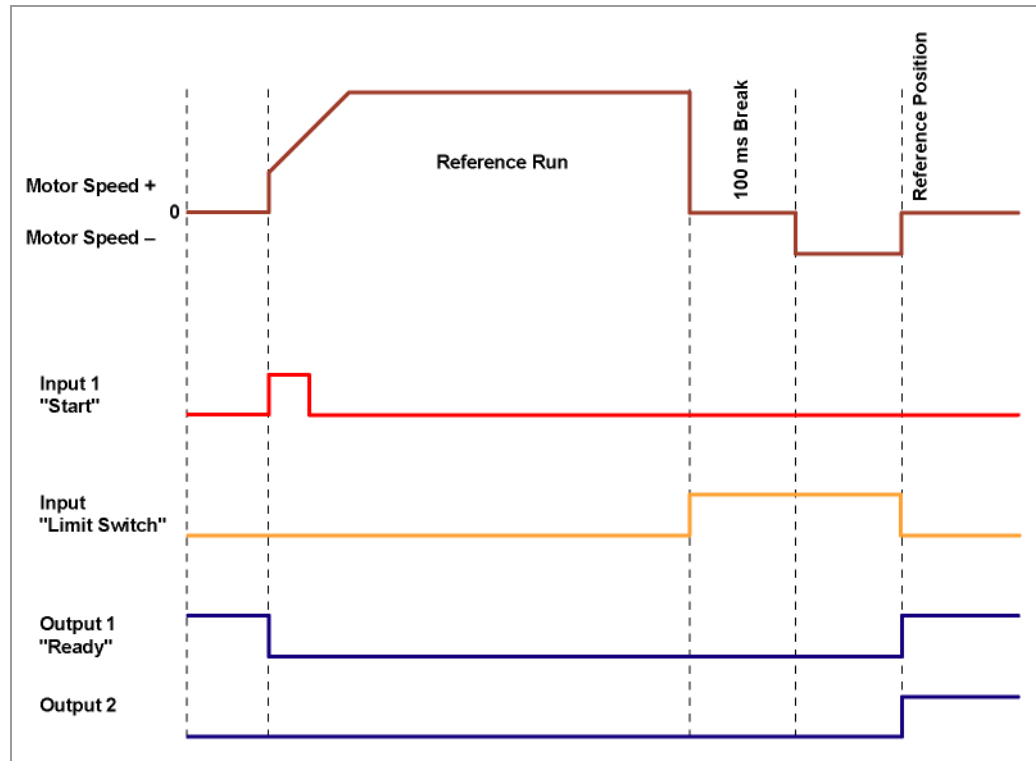 100 ms Break
Reference Position
Reference Run
Motor Speed +
0
Motor Speed –
Input 1
"Start"
Input
"Limit Switch"
Output 1
"Ready"
Output 2